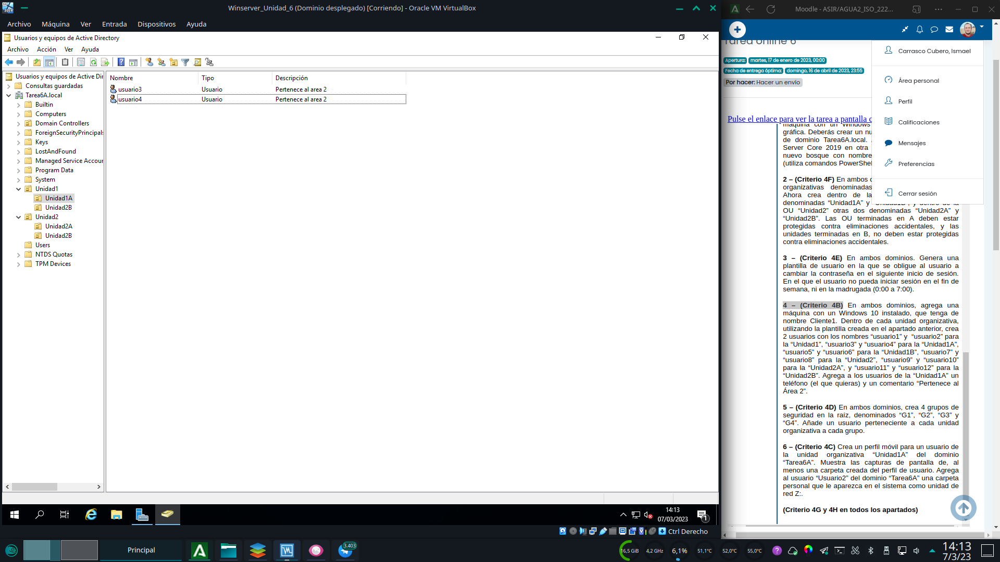 Winserver_Unidad_6 (Dominio desplegado) [Corriendo] - Oracle VM VirtualBox
Archivo Máquina Ver Entrada Dispositivos Ayuda
Usuarios y equipos de Active Directory
Archivo Acción Ver Ayuda
Usuarios y equipos de Active Dir
Consultas guardadas
Tarea6A.local
Builtin
Computers
Domain Controllers
ForeignSecurityPrincipals
Keys
LostAndFound
Managed Service Accour
Program Data
System
Unidad1
Unidad1A
Unidad2B
Unidad2
Unidad2A
Unidad2B
Users
NTDS Quotas
TPM Devices
Nombre Tipo Descripción
usuario3 Usuario Pertenece al area 2
usuario4 Usuario Pertenece al area 2
14:13
07/03/2023
1
Ctrl Derecho
Moodle - ASIR/AGUA2_ISO_222...
Tarea online 6
Apertura: martes, 17 de enero de 2023, 00:00
Fecha de entrega óptima: domingo, 16 de abril de 2023, 23:55
Por hacer: Hacer un envío
Carrasco Cubero, Ismael
Área personal
Perfil
Calificaciones
Mensajes
Preferencias
Cerrar sesión
Pulse el enlace para ver la tarea a pantalla c
máquina con un Windows
gráfica. Deberás crear un nu
de dominio Tarea6A.local.
Server Core 2019 en otra
nuevo bosque con nombre
(utiliza comandos PowerShel
2 – (Criterio 4F) En ambos d
organizativas denominadas
Ahora crea dentro de la
denominadas “Unidad1A” y “Unidad1B”, y dentro de la
OU “Unidad2” otras dos denominadas “Unidad2A” y
“Unidad2B”. Las OU terminadas en A deben estar
protegidas contra eliminaciones accidentales, y las
unidades terminadas en B, no deben estar protegidas
contra eliminaciones accidentales.
3 – (Criterio 4E) En ambos dominios. Genera una
plantilla de usuario en la que se obligue al usuario a
cambiar la contraseña en el siguiente inicio de sesión.
En el que el usuario no pueda iniciar sesión en el fin de
semana, ni en la madrugada (0:00 a 7:00).
4 – (Criterio 4B) En ambos dominios, agrega una
máquina con un Windows 10 instalado, que tenga de
nombre Cliente1. Dentro de cada unidad organizativa,
utilizando la plantilla creada en el apartado anterior, crea
2 usuarios con los nombres “usuario1” y “usuario2” para
la “Unidad1”, “usuario3” y “usuario4” para la “Unidad1A”,
“usuario5” y “usuario6” para la “Unidad1B”, “usuario7” y
“usuario8” para la “Unidad2”, “usuario9” y “usuario10”
para la “Unidad2A”, y “usuario11” y “usuario12” para la
“Unidad2B”. Agrega a los usuarios de la “Unidad1A” un
teléfono (el que quieras) y un comentario “Pertenece al
Área 2”.
5 – (Criterio 4D) En ambos dominios, crea 4 grupos de
seguridad en la raíz, denominados “G1”, “G2”, “G3” y
“G4”. Añade un usuario perteneciente a cada unidad
organizativa a cada grupo.
6 – (Criterio 4C) Crea un perfil móvil para un usuario de
la unidad organizativa “Unidad1A” del dominio
“Tarea6A”. Muestra las capturas de pantalla de, al
menos una carpeta creada del perfil de usuario. Agrega
al usuario “Usuario2” del dominio “Tarea6A” una carpeta
personal que le aparezca en el sistema como unidad de
red Z:.
(Criterio 4G y 4H en todos los apartados)
Principal
3.403
16,5 GiB 4,2 GHz 6,1% 51,1°C 52,0°C 55,0°C
14:13
7/3/23